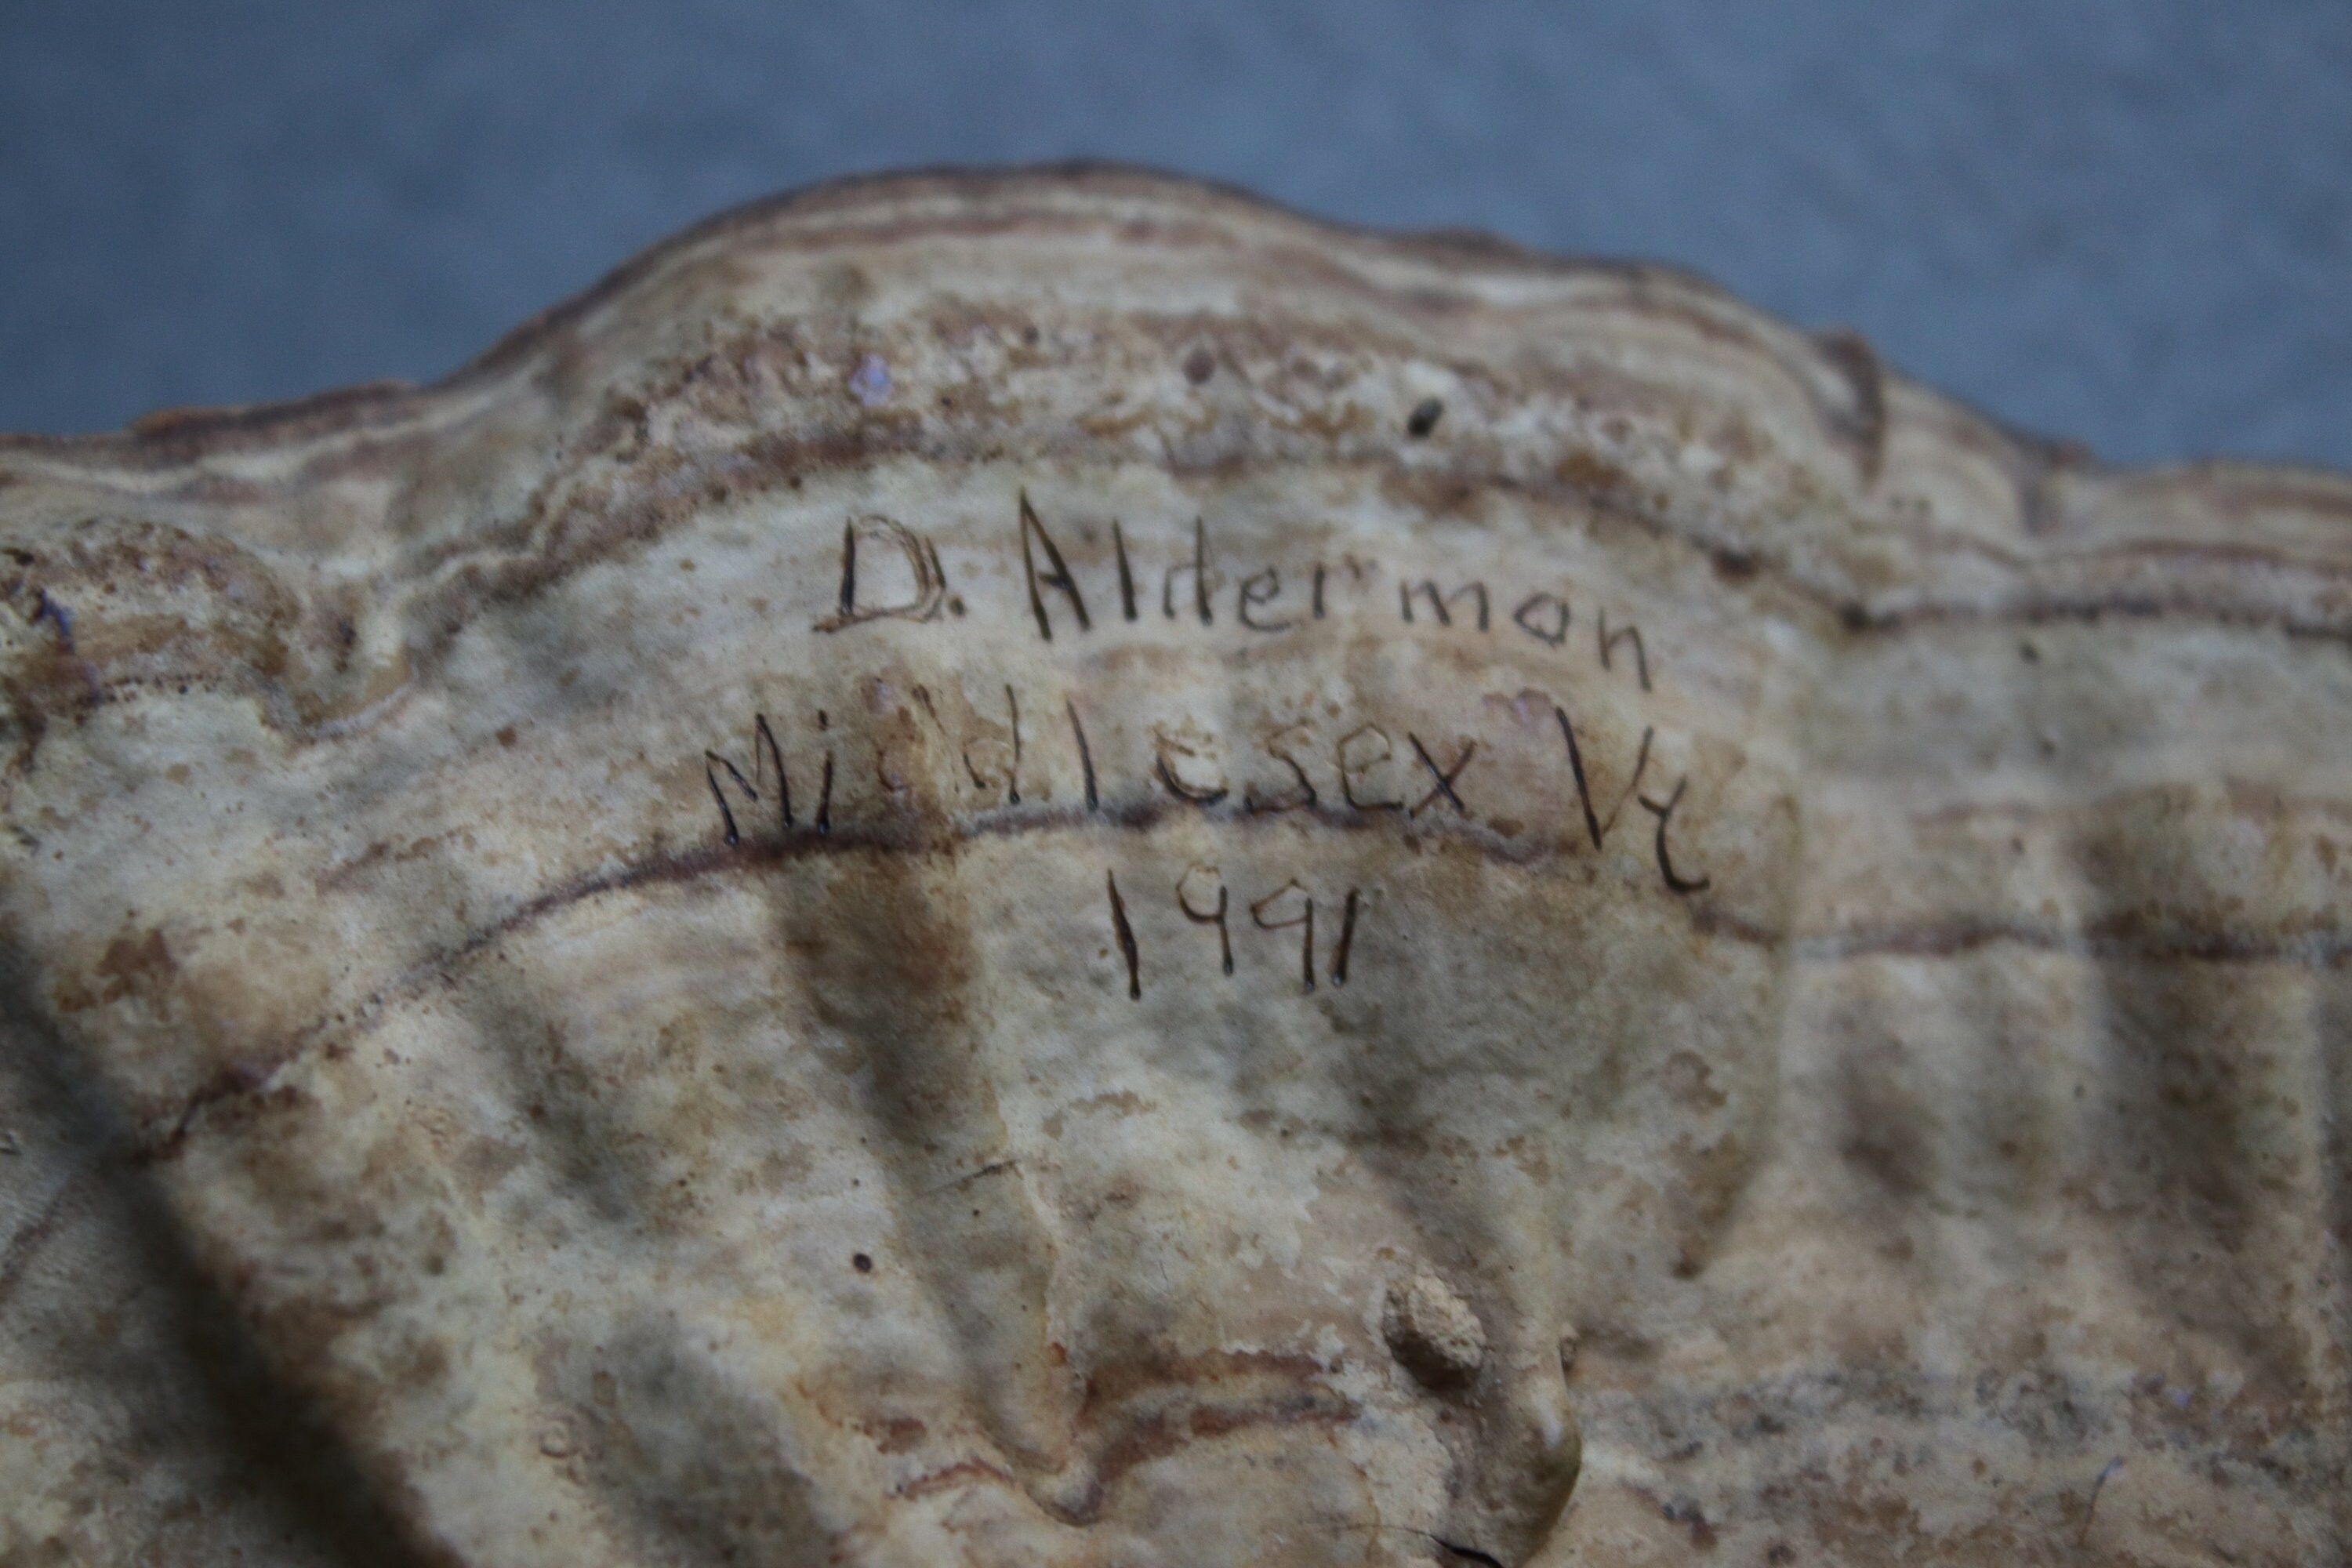 D. Alderman
Middlesex Vt
1991